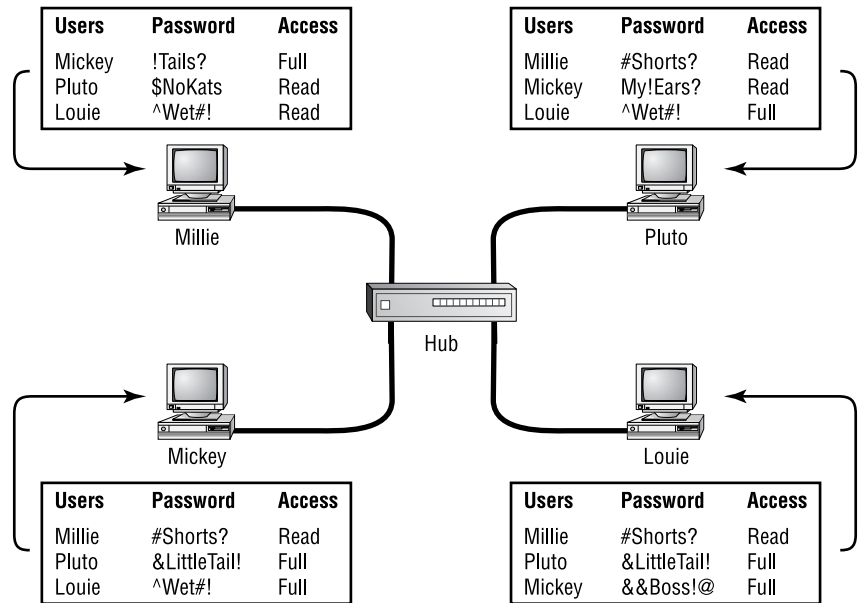 Users Password Access
Mickey !Tails? Full
Pluto $NoKats Read
Louie ^Wet#! Read
Users Password Access
Millie #Shorts? Read
Mickey My!Ears? Read
Louie ^Wet#! Full
Millie
Pluto
Hub
Mickey
Louie
Users Password Access
Millie #Shorts? Read
Pluto &LittleTail! Full
Louie ^Wet#! Full
Users Password Access
Millie #Shorts? Read
Pluto &LittleTail! Full
Mickey &&Boss!@ Full